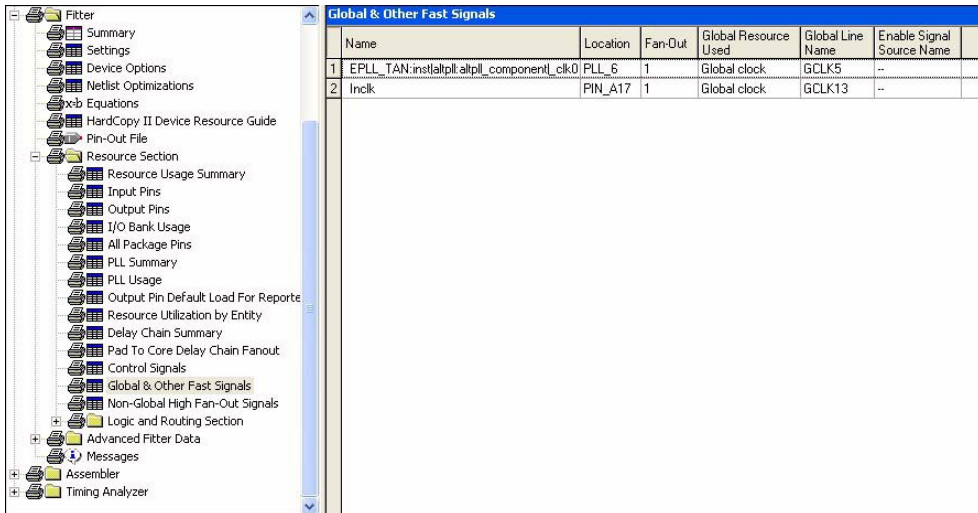 Fitter
Summary
Settings
Device Options
Netlist Optimizations
x=b Equations
HardCopy II Device Resource Guide
Pin-Out File
Resource Section
Resource Usage Summary
Input Pins
Output Pins
I/O Bank Usage
All Package Pins
PLL Summary
PLL Usage
Output Pin Default Load For Reporte
Resource Utilization by Entity
Delay Chain Summary
Pad To Core Delay Chain Fanout
Control Signals
Global & Other Fast Signals
Non-Global High Fan-Out Signals
Logic and Routing Section
Advanced Fitter Data
Messages
Assembler
Timing Analyzer
Global & Other Fast Signals
Name Location Fan-Out Global Resource Used Global Line Name Enable Signal Source Name
1 EPLL_TAN:inst|altpll:altpll_component|_clk0 PLL_6 1 Global clock GCLK5 --
2 Inclk PIN_A17 1 Global clock GCLK13 --